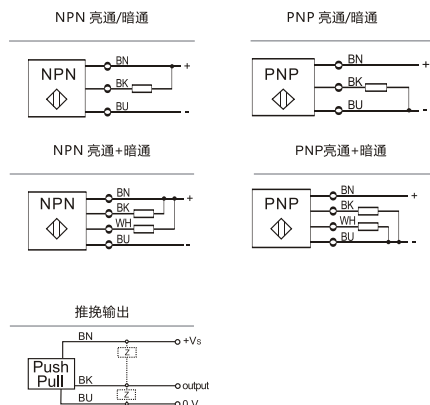 NPN 亮通/暗通
PNP 亮通/暗通
NPN
BN
+
BK
BU
-
PNP
BN
+
BK
BU
-
NPN 亮通+暗通
PNP亮通+暗通
NPN
BN
+
BK
WH
BU
-
PNP
BN
+
BK
WH
BU
-
推挽输出
BN
+Vs
Z
Push
Pull
BK
output
Z
BU
0 V